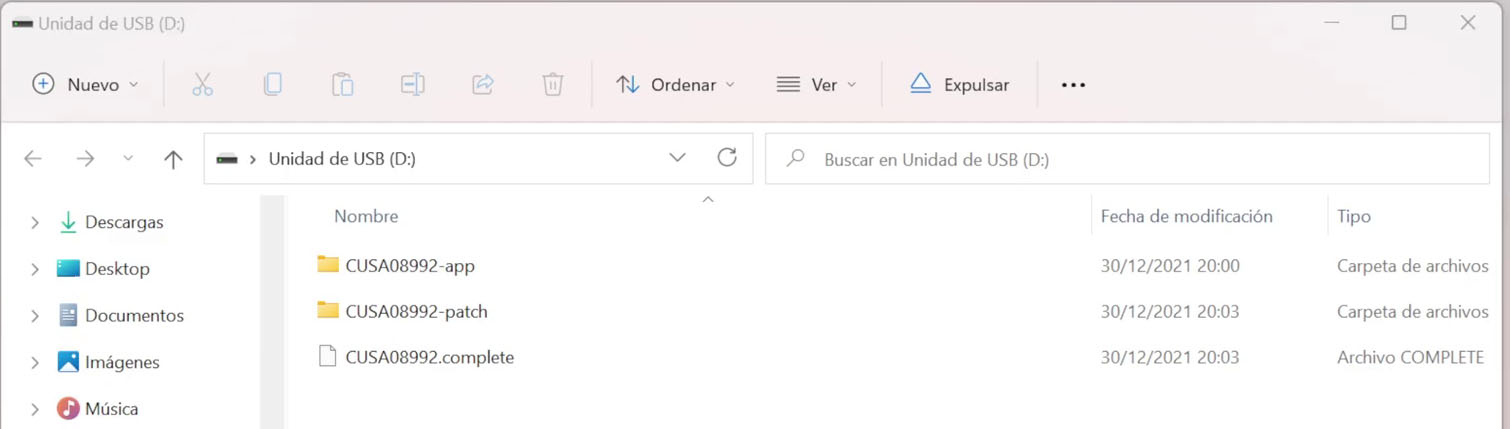 Unidad de USB (D:)
Nuevo Ordenar Ver Expulsar
Unidad de USB (D:) Buscar en Unidad de USB (D:)
Nombre Fecha de modificación Tipo
Descargas
CUSA08992-app 30/12/2021 20:00 Carpeta de archivos
Desktop
CUSA08992-patch 30/12/2021 20:03 Carpeta de archivos
Documentos
CUSA08992.complete 30/12/2021 20:03 Archivo COMPLETE
Imágenes
Música